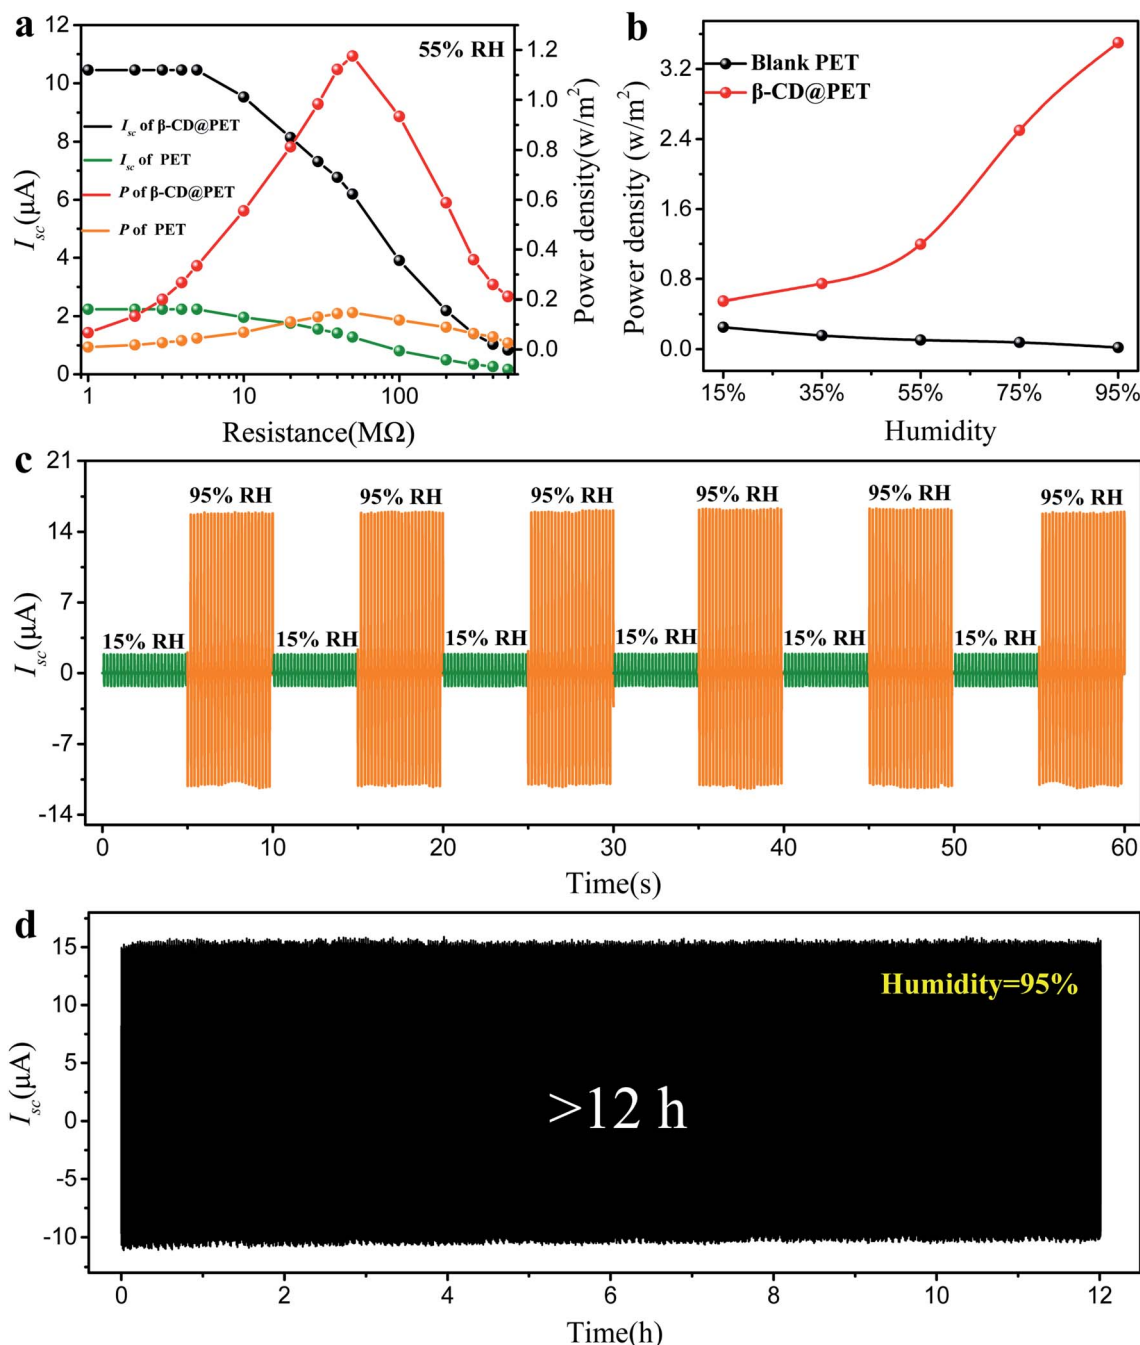 a
12
10
8
6
4
2
0
I_sc(μA)
55% RH
I_sc of β-CD@PET
I_sc of PET
P of β-CD@PET
P of PET
1.2
1.0
0.8
0.6
0.4
0.2
0.0
Power density(w/m²)
1
10
100
Resistance(MΩ)
b
3.2
2.4
1.6
0.8
0.0
Power density (w/m²)
Blank PET
β-CD@PET
15%
35%
55%
75%
95%
Humidity
c
21
14
7
0
-7
-14
I_sc(μA)
95% RH
95% RH
95% RH
95% RH
95% RH
95% RH
15% RH
15% RH
15% RH
15% RH
15% RH
15% RH
0
10
20
30
40
50
60
Time(s)
d
15
10
5
0
-5
-10
I_sc(μA)
Humidity=95%
>12 h
0
2
4
6
8
10
12
Time(h)